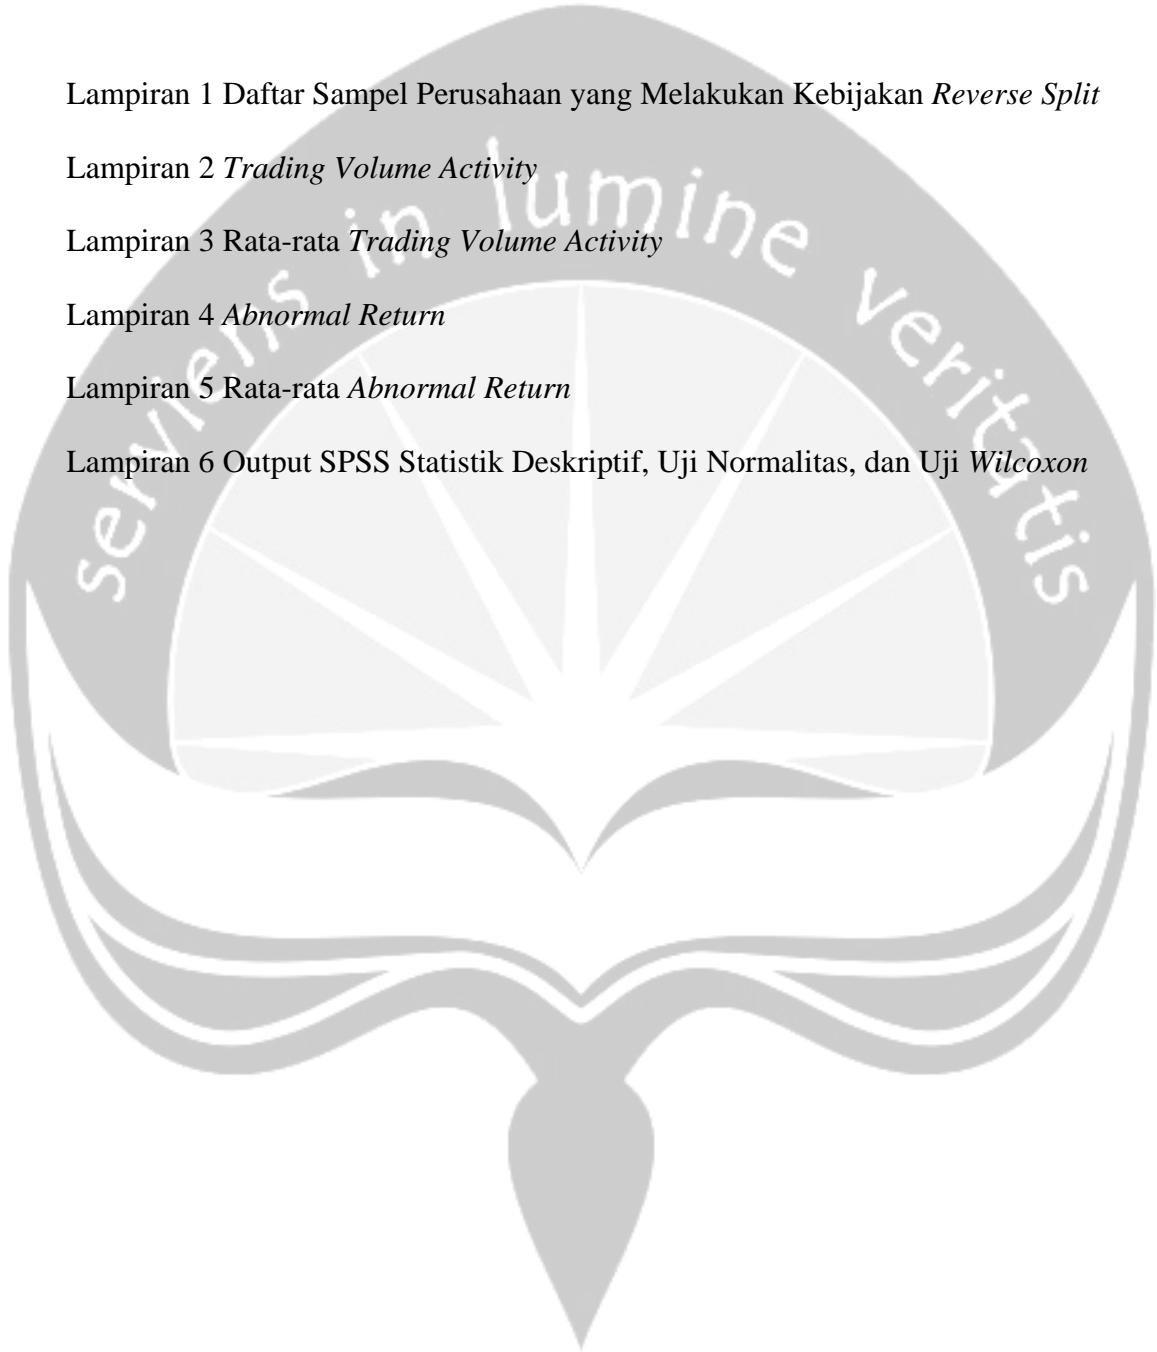 Lampiran 1 Daftar Sampel Perusahaan yang Melakukan Kebijakan Reverse Split
Lampiran 2 Trading Volume Activity
Lampiran 3 Rata-rata Trading Volume Activity
Lampiran 4 Abnormal Return
Lampiran 5 Rata-rata Abnormal Return
Lampiran 6 Output SPSS Statistik Deskriptif, Uji Normalitas, dan Uji Wilcoxon
serviens in lumine veritatis